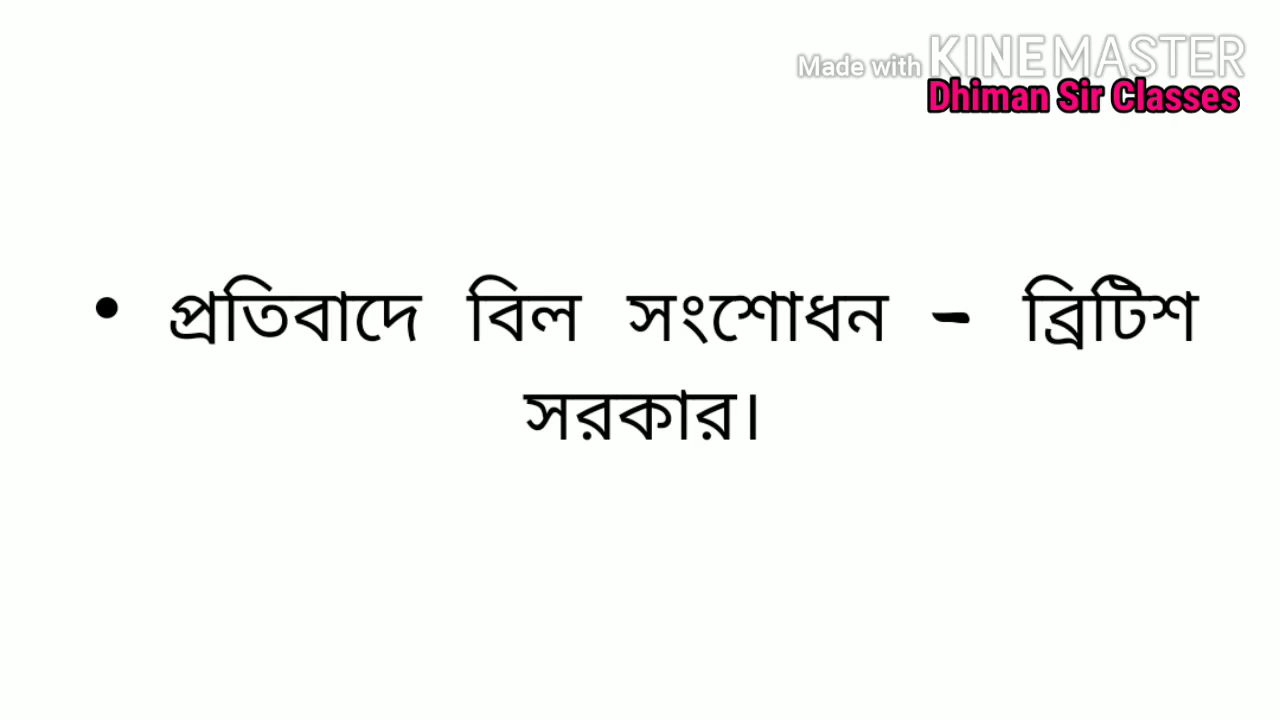 Made with KINEMASTER
Dhiman Sir Classes
• প্রতিবাদে বিল সংশোধন - ব্রিটিশ
সরকার।